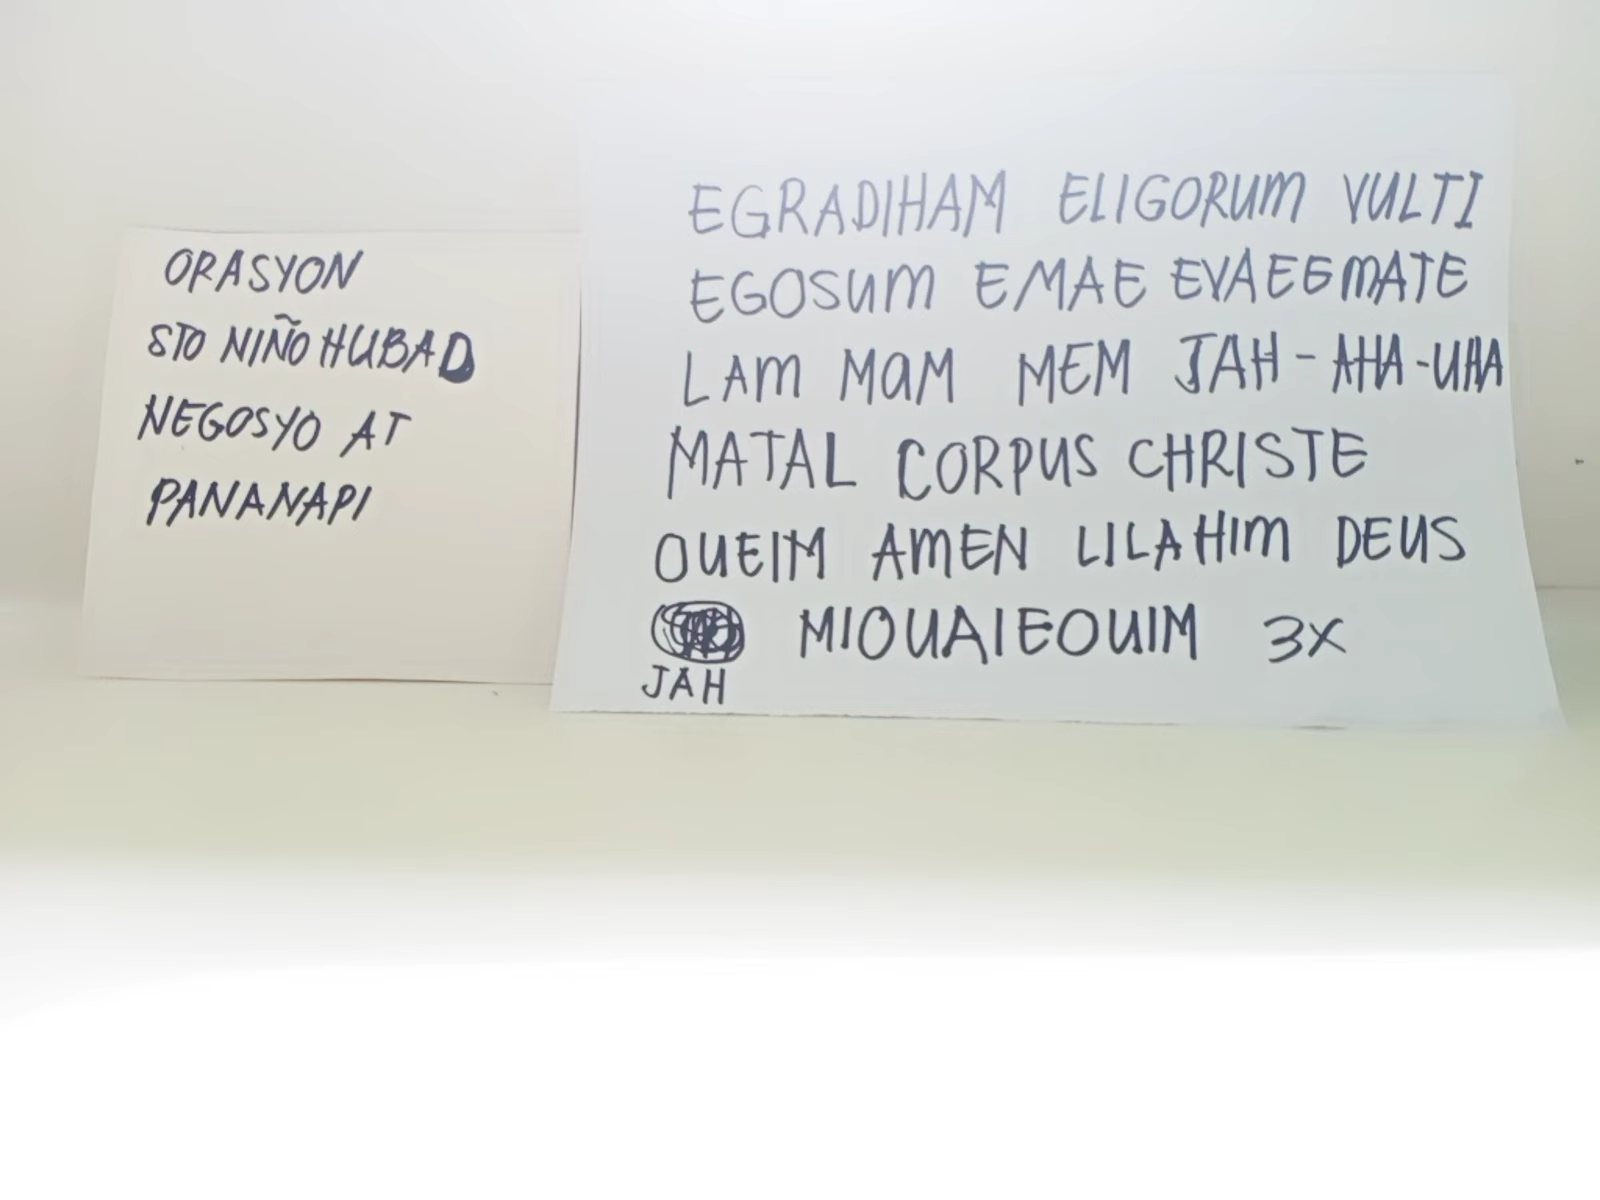 ORASYON
STO NIÑO HUBAD
NEGOSYO AT
PANANAPI
EGRADIHAM ELIGORUM VULTI
EGOSUM EMAE EVAEEMATE
LAM MAM MEM JAH-AHA-UHA
MATAL CORPUS CHRISTE
OUEIM AMEN LILAHIM DEUS
MIOUAIEOUIM 3X
JAH